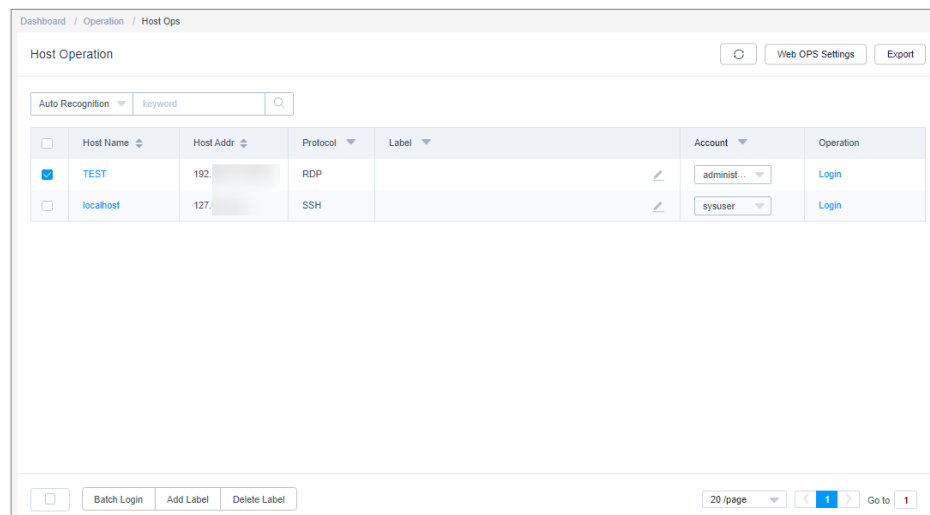 Dashboard / Operation / Host Ops
Host Operation
Web OPS Settings Export
Auto Recognition keyword
Host Name Host Addr Protocol Label Account Operation
TEST 192. RDP administ... Login
localhost 127. SSH sysuser Login
Batch Login Add Label Delete Label 20 /page 1 Go to 1